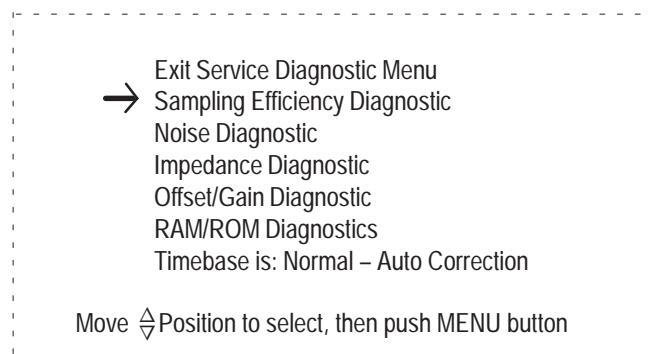 Exit Service Diagnostic Menu
Sampling Efficiency Diagnostic
Noise Diagnostic
Impedance Diagnostic
Offset/Gain Diagnostic
RAM/ROM Diagnostics
Timebase is: Normal – Auto Correction
Move Position to select, then push MENU button